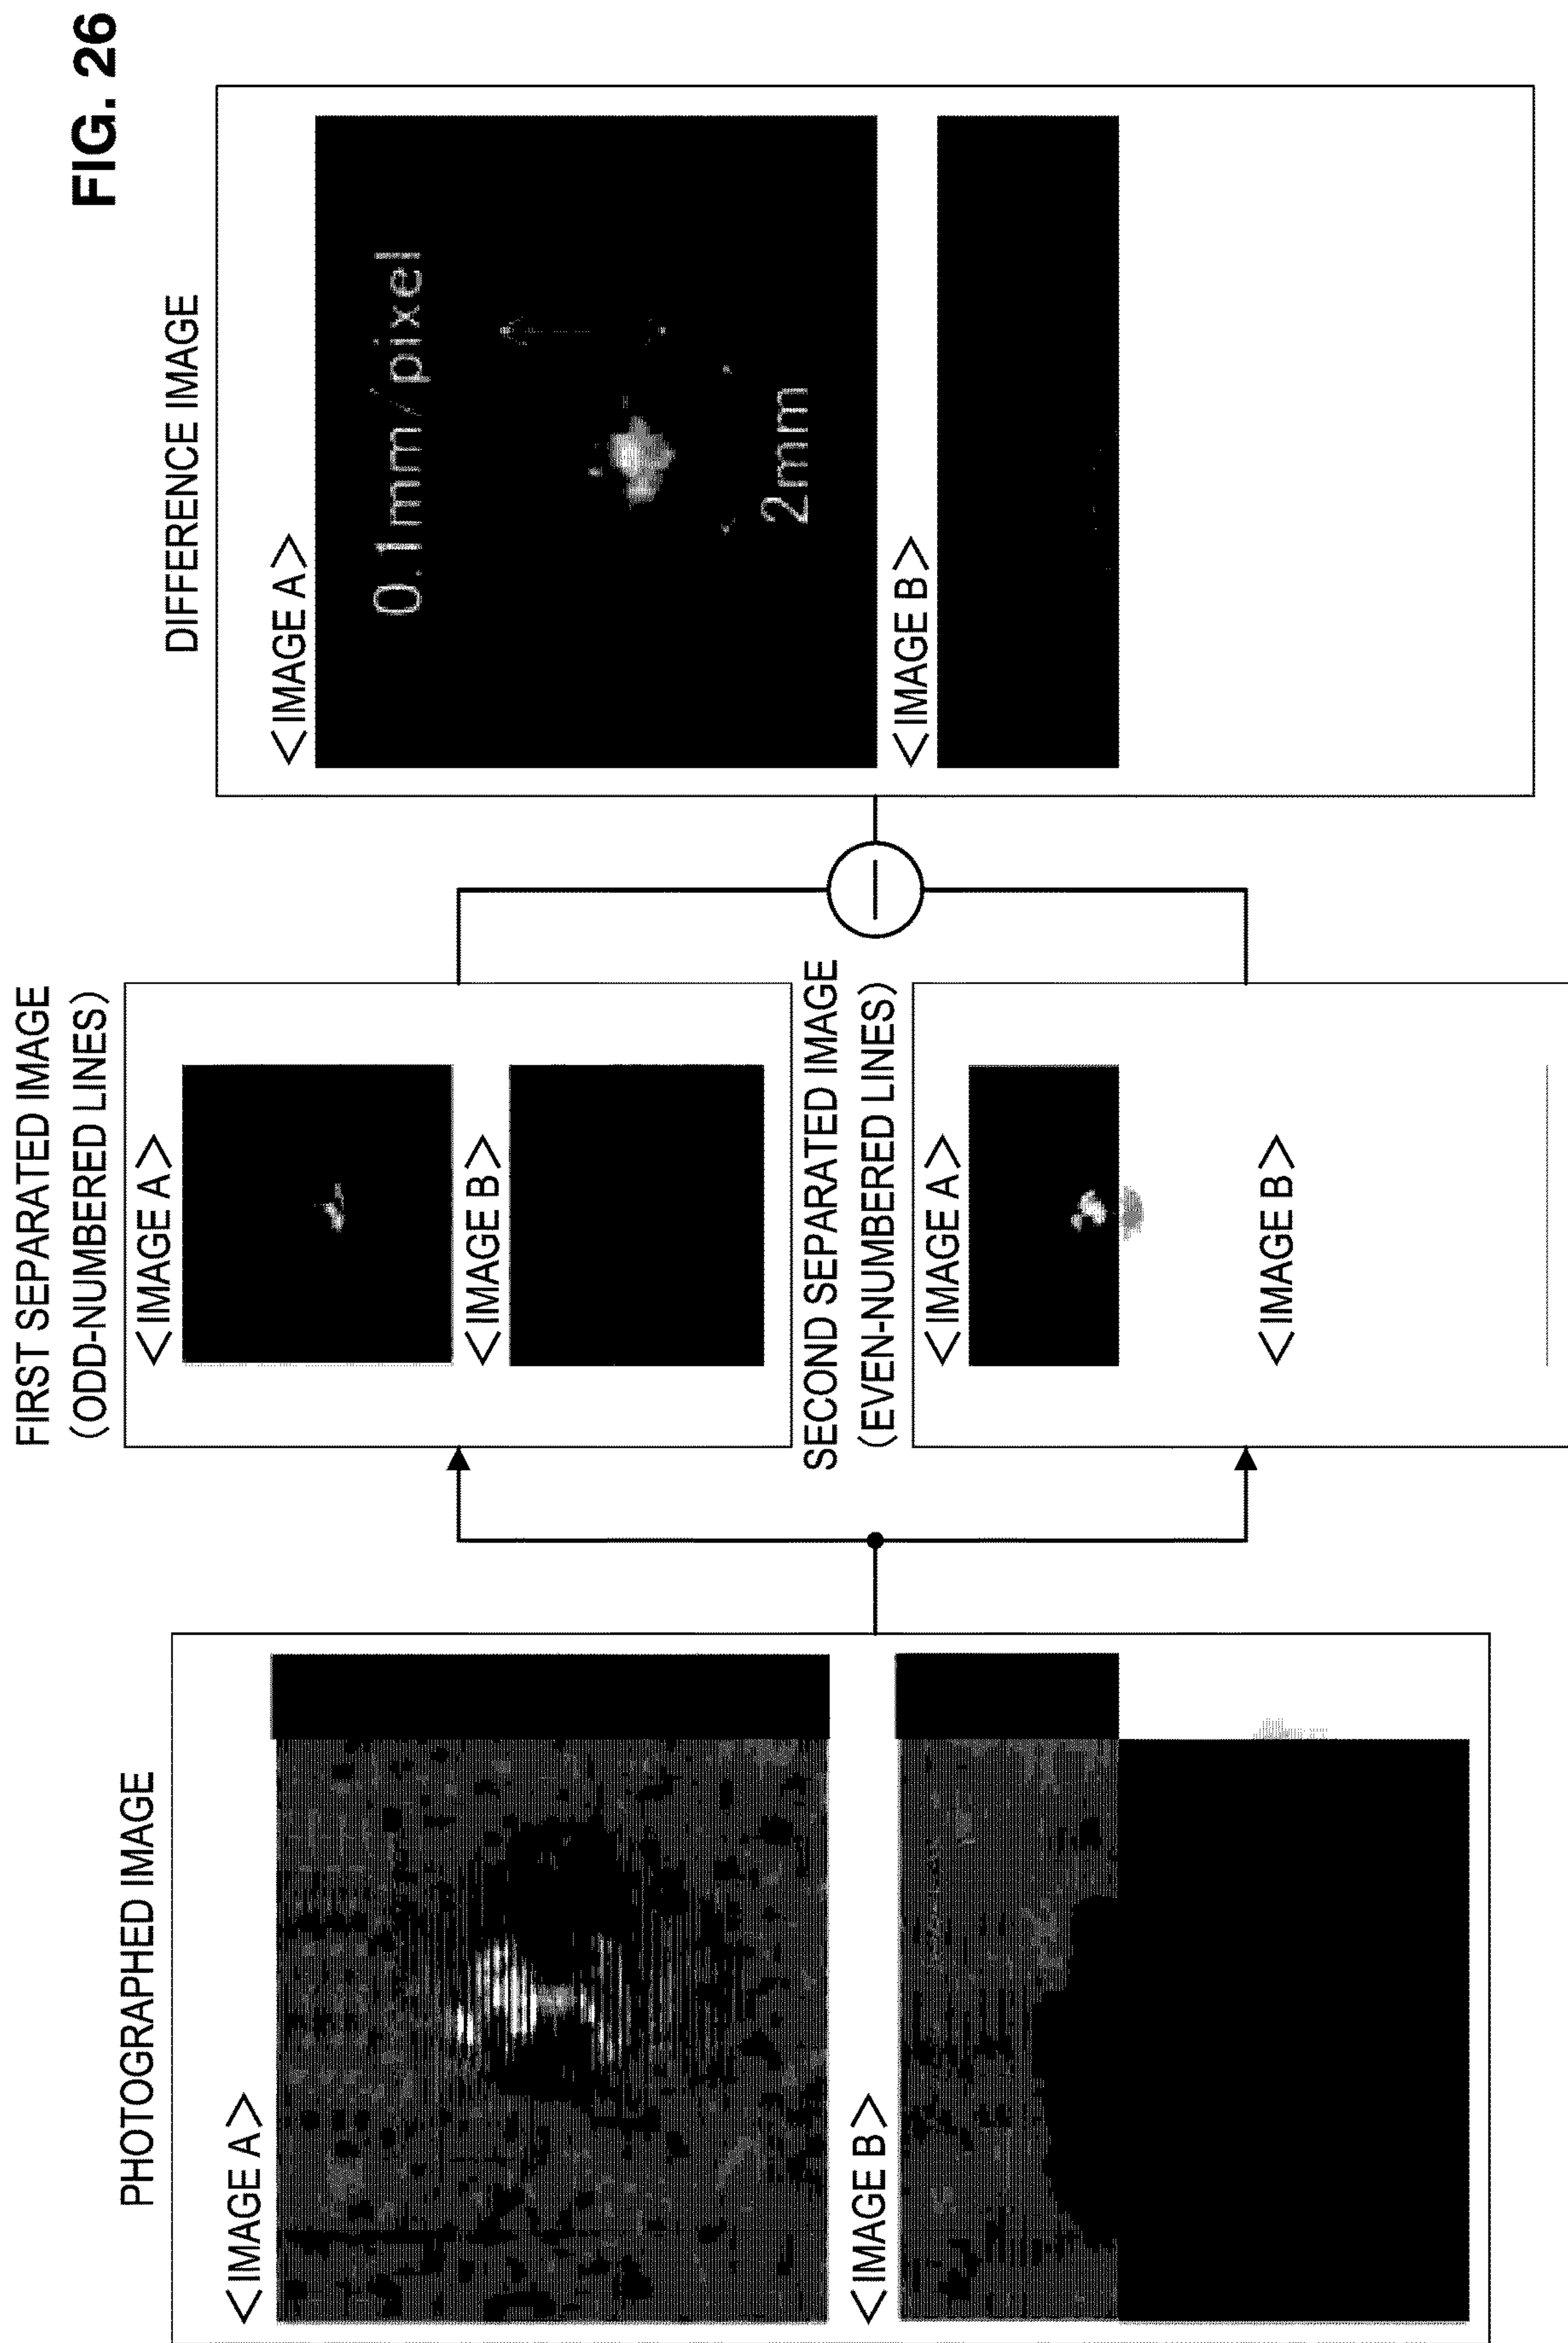 FIG. 26
PHOTOGRAPHED IMAGE
<IMAGE A>
<IMAGE B>
FIRST SEPARATED IMAGE
(ODD-NUMBERED LINES)
<IMAGE A>
<IMAGE B>
SECOND SEPARATED IMAGE
(EVEN-NUMBERED LINES)
<IMAGE A>
<IMAGE B>
DIFFERENCE IMAGE
<IMAGE A>
0.1mm/pixel
2mm
<IMAGE B>